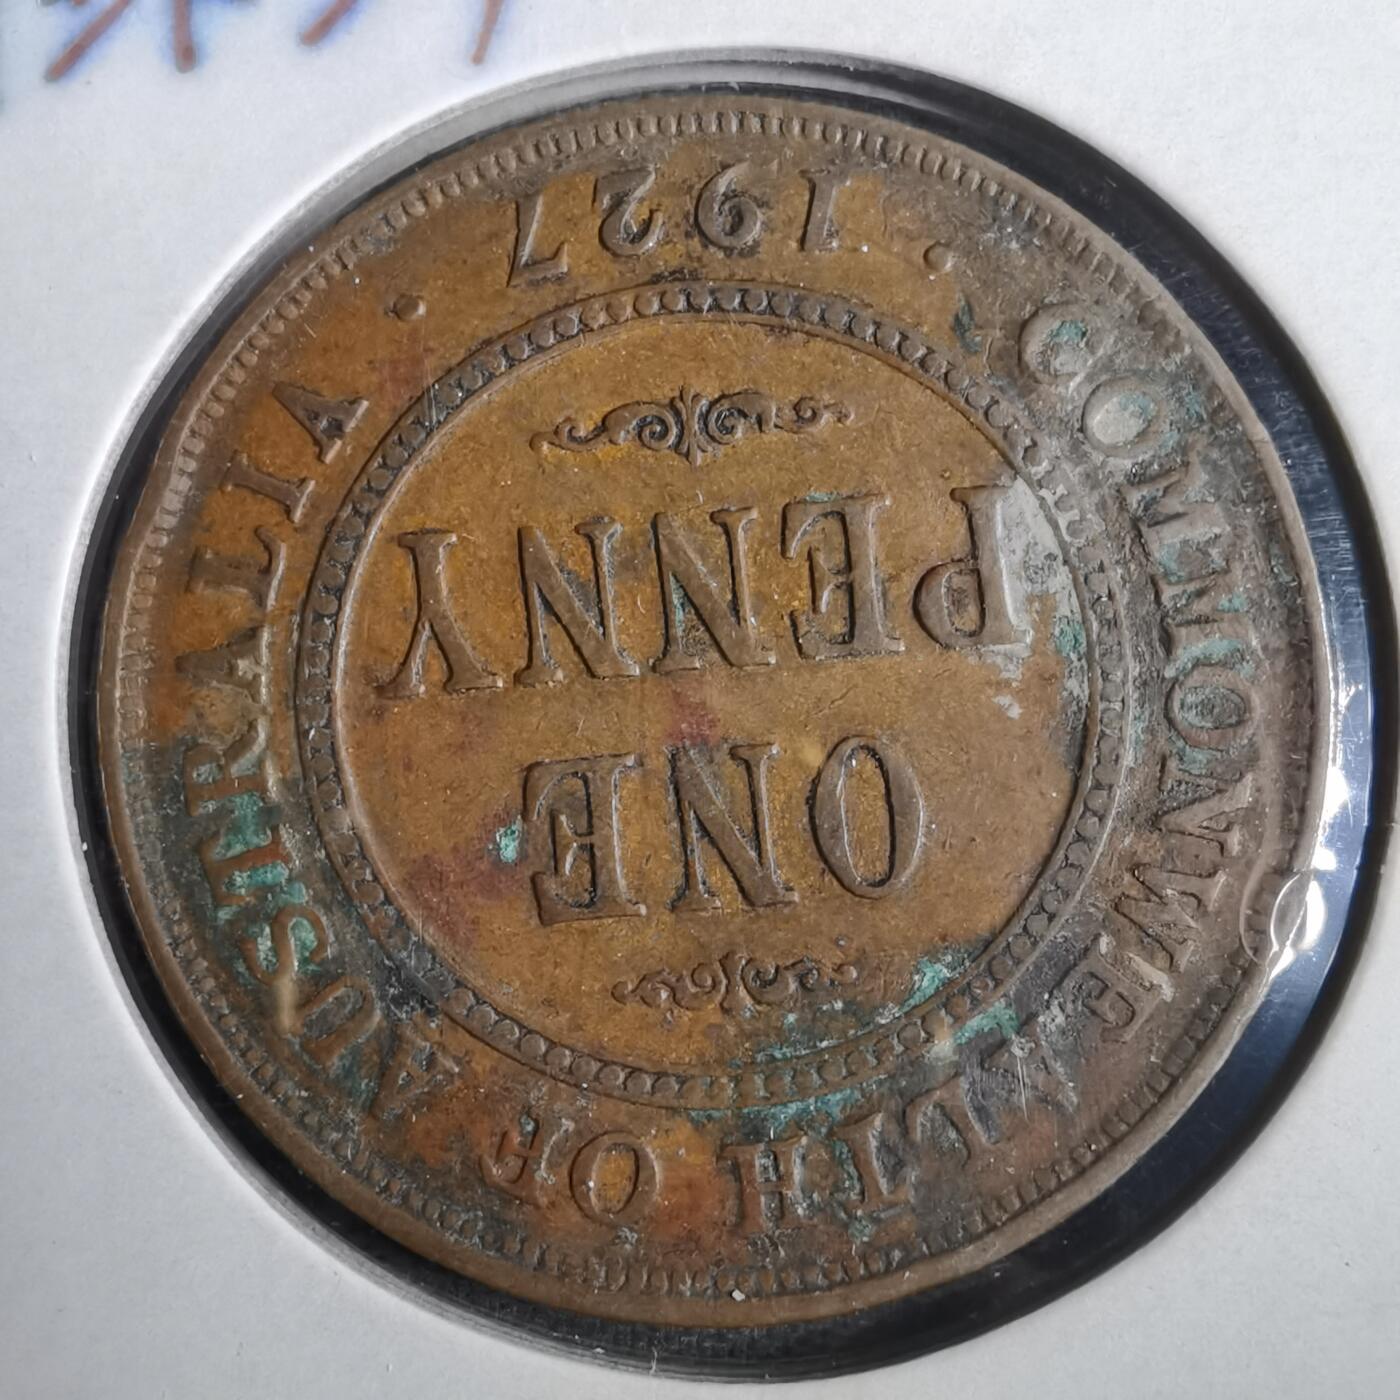 COMMONWEALTH OF AUSTRALIA
ONE
PENNY
. 1927 .